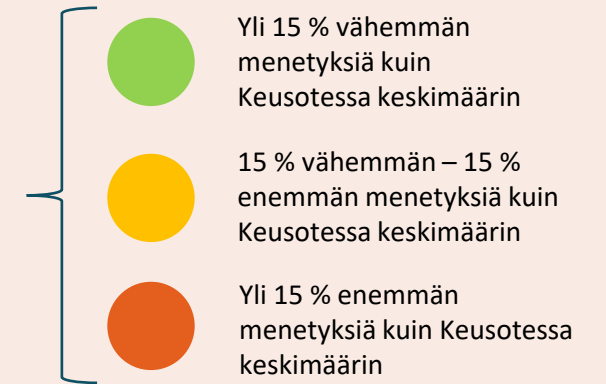 Yli 15 % vähemmän
menetyksiä kuin
Keusotessa keskimäärin
15 % vähemmän – 15 %
enemmän menetyksiä kuin
Keusotessa keskimäärin
Yli 15 % enemmän
menetyksiä kuin Keusotessa
keskimäärin